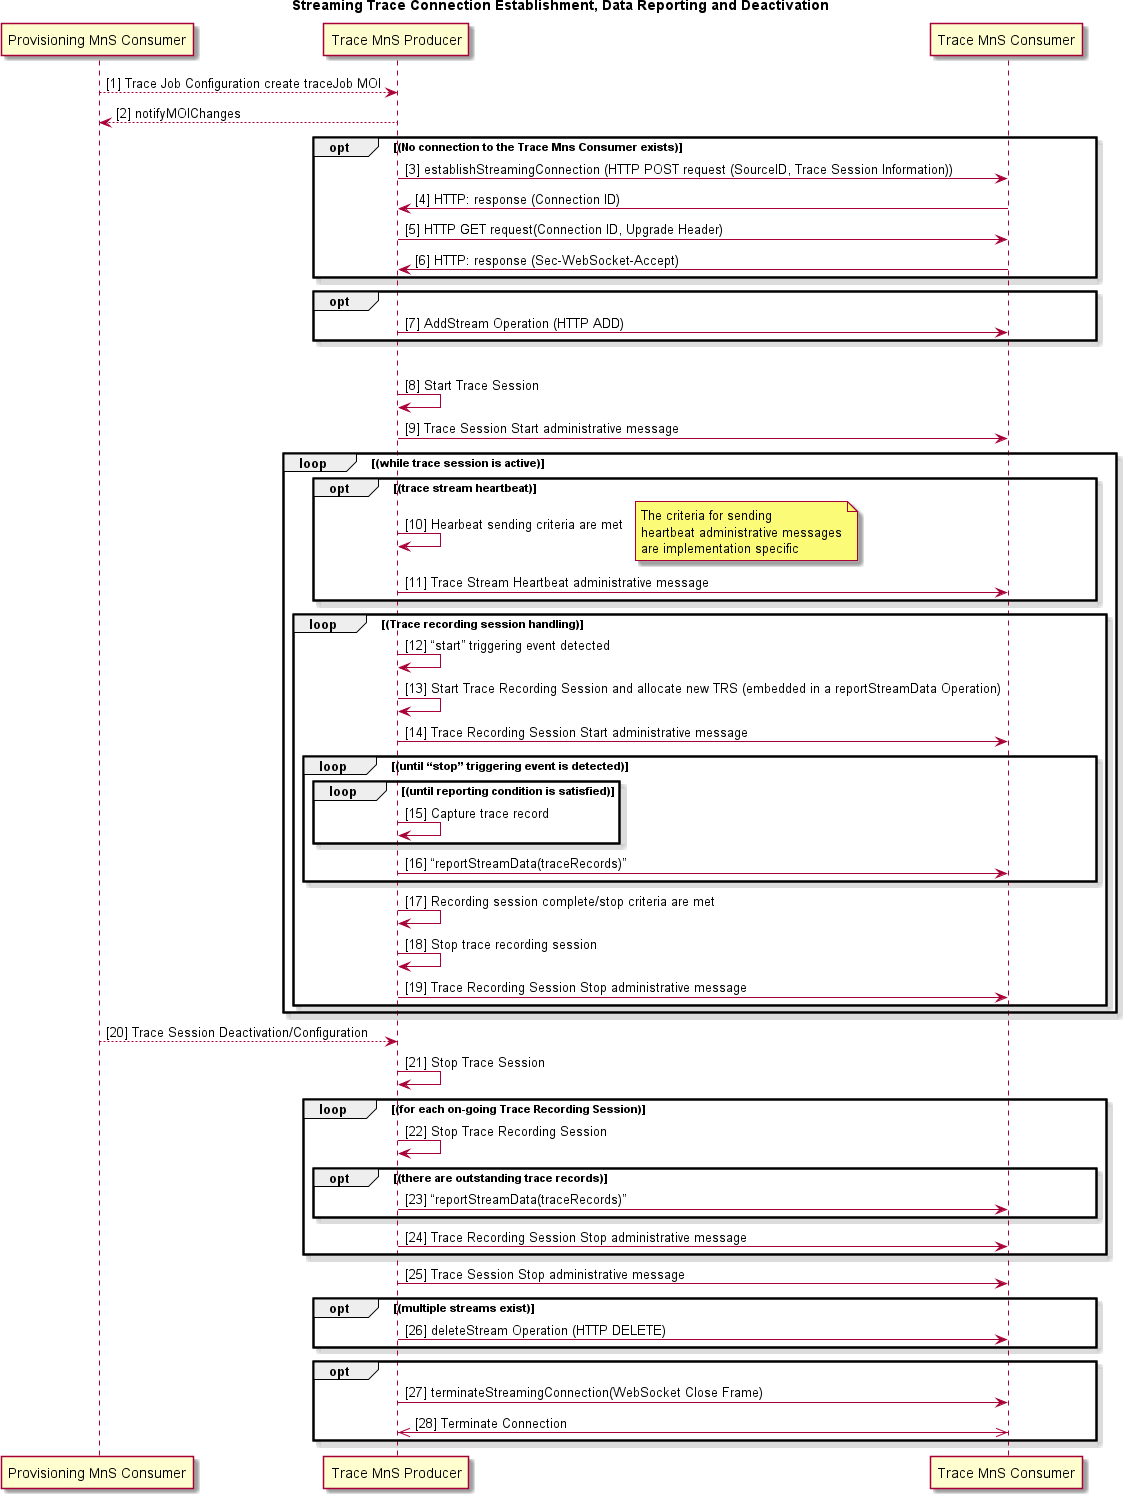 Streaming Trace Connection Establishment, Data Reporting and Deactivation
Provisioning MnS Consumer
Trace MnS Producer
Trace MnS Consumer
[1] Trace Job Configuration create traceJob MOI
[2] notifyMOIChanges
opt
[(No connection to the Trace Mns Consumer exists)]
[3] establishStreamingConnection (HTTP POST request (SourceID, Trace Session Information))
[4] HTTP: response (Connection ID)
[5] HTTP GET request(Connection ID, Upgrade Header)
[6] HTTP: response (Sec-WebSocket-Accept)
opt
[7] AddStream Operation (HTTP ADD)
[8] Start Trace Session
[9] Trace Session Start administrative message
loop
[(while trace session is active)]
opt
[(trace stream heartbeat)]
[10] Hearbeat sending criteria are met
The criteria for sending
heartbeat administrative messages
are implementation specific
[11] Trace Stream Heartbeat administrative message
loop
[(Trace recording session handling)]
[12] “start” triggering event detected
[13] Start Trace Recording Session and allocate new TRS (embedded in a reportStreamData Operation)
[14] Trace Recording Session Start administrative message
loop
[(until “stop” triggering event is detected)]
loop
[(until reporting condition is satisfied)]
[15] Capture trace record
[16] “reportStreamData(traceRecords)”
[17] Recording session complete/stop criteria are met
[18] Stop trace recording session
[19] Trace Recording Session Stop administrative message
[20] Trace Session Deactivation/Configuration
[21] Stop Trace Session
loop
[(for each on-going Trace Recording Session)]
[22] Stop Trace Recording Session
opt
[(there are outstanding trace records)]
[23] “reportStreamData(traceRecords)”
[24] Trace Recording Session Stop administrative message
[25] Trace Session Stop administrative message
opt
[(multiple streams exist)]
[26] deleteStream Operation (HTTP DELETE)
opt
[27] terminateStreamingConnection(WebSocket Close Frame)
[28] Terminate Connection
Provisioning MnS Consumer
Trace MnS Producer
Trace MnS Consumer